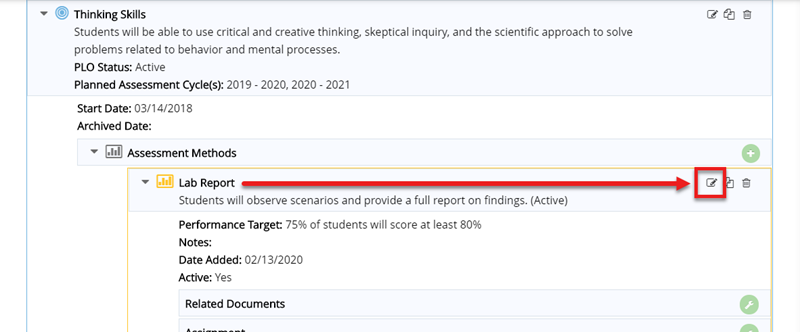 Thinking Skills
Students will be able to use critical and creative thinking, skeptical inquiry, and the scientific approach to solve
problems related to behavior and mental processes.
PLO Status: Active
Planned Assessment Cycle(s): 2019 - 2020, 2020 - 2021
Start Date: 03/14/2018
Archived Date:
Assessment Methods
Lab Report
Students will observe scenarios and provide a full report on findings. (Active)
Performance Target: 75% of students will score at least 80%
Notes:
Date Added: 02/13/2020
Active: Yes
Related Documents
Assignment